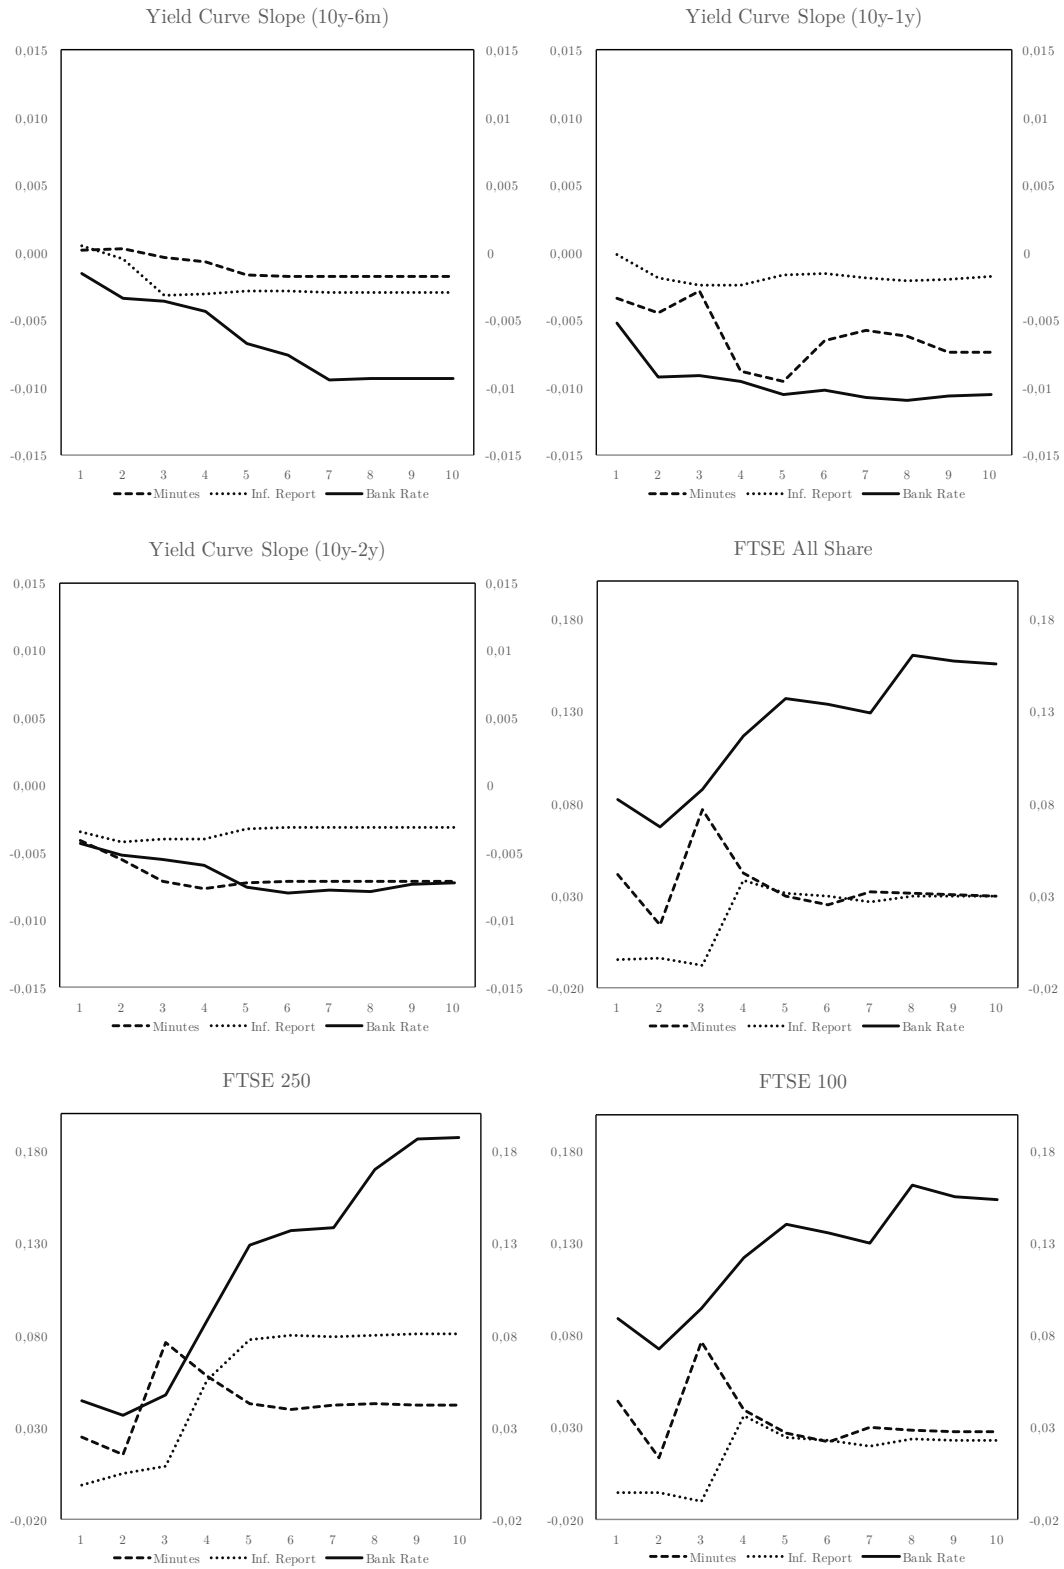 Yield Curve Slope (10y-6m)
0,015 0,015
0,010 0,01
0,005 0,005
0,000 0
-0,005 -0,005
-0,010 -0,01
-0,015 -0,015
1 2 3 4 5 6 7 8 9 10
Minutes Inf. Report Bank Rate
Yield Curve Slope (10y-1y)
0,015 0,015
0,010 0,01
0,005 0,005
0,000 0
-0,005 -0,005
-0,010 -0,01
-0,015 -0,015
1 2 3 4 5 6 7 8 9 10
Minutes Inf. Report Bank Rate
Yield Curve Slope (10y-2y)
0,015 0,015
0,010 0,01
0,005 0,005
0,000 0
-0,005 -0,005
-0,010 -0,01
-0,015 -0,015
1 2 3 4 5 6 7 8 9 10
Minutes Inf. Report Bank Rate
FTSE All Share
0,180 0,18
0,130 0,13
0,080 0,08
0,030 0,03
-0,020 -0,02
1 2 3 4 5 6 7 8 9 10
Minutes Inf. Report Bank Rate
FTSE 250
0,180 0,18
0,130 0,13
0,080 0,08
0,030 0,03
-0,020 -0,02
1 2 3 4 5 6 7 8 9 10
Minutes Inf. Report Bank Rate
FTSE 100
0,180 0,18
0,130 0,13
0,080 0,08
0,030 0,03
-0,020 -0,02
1 2 3 4 5 6 7 8 9 10
Minutes Inf. Report Bank Rate